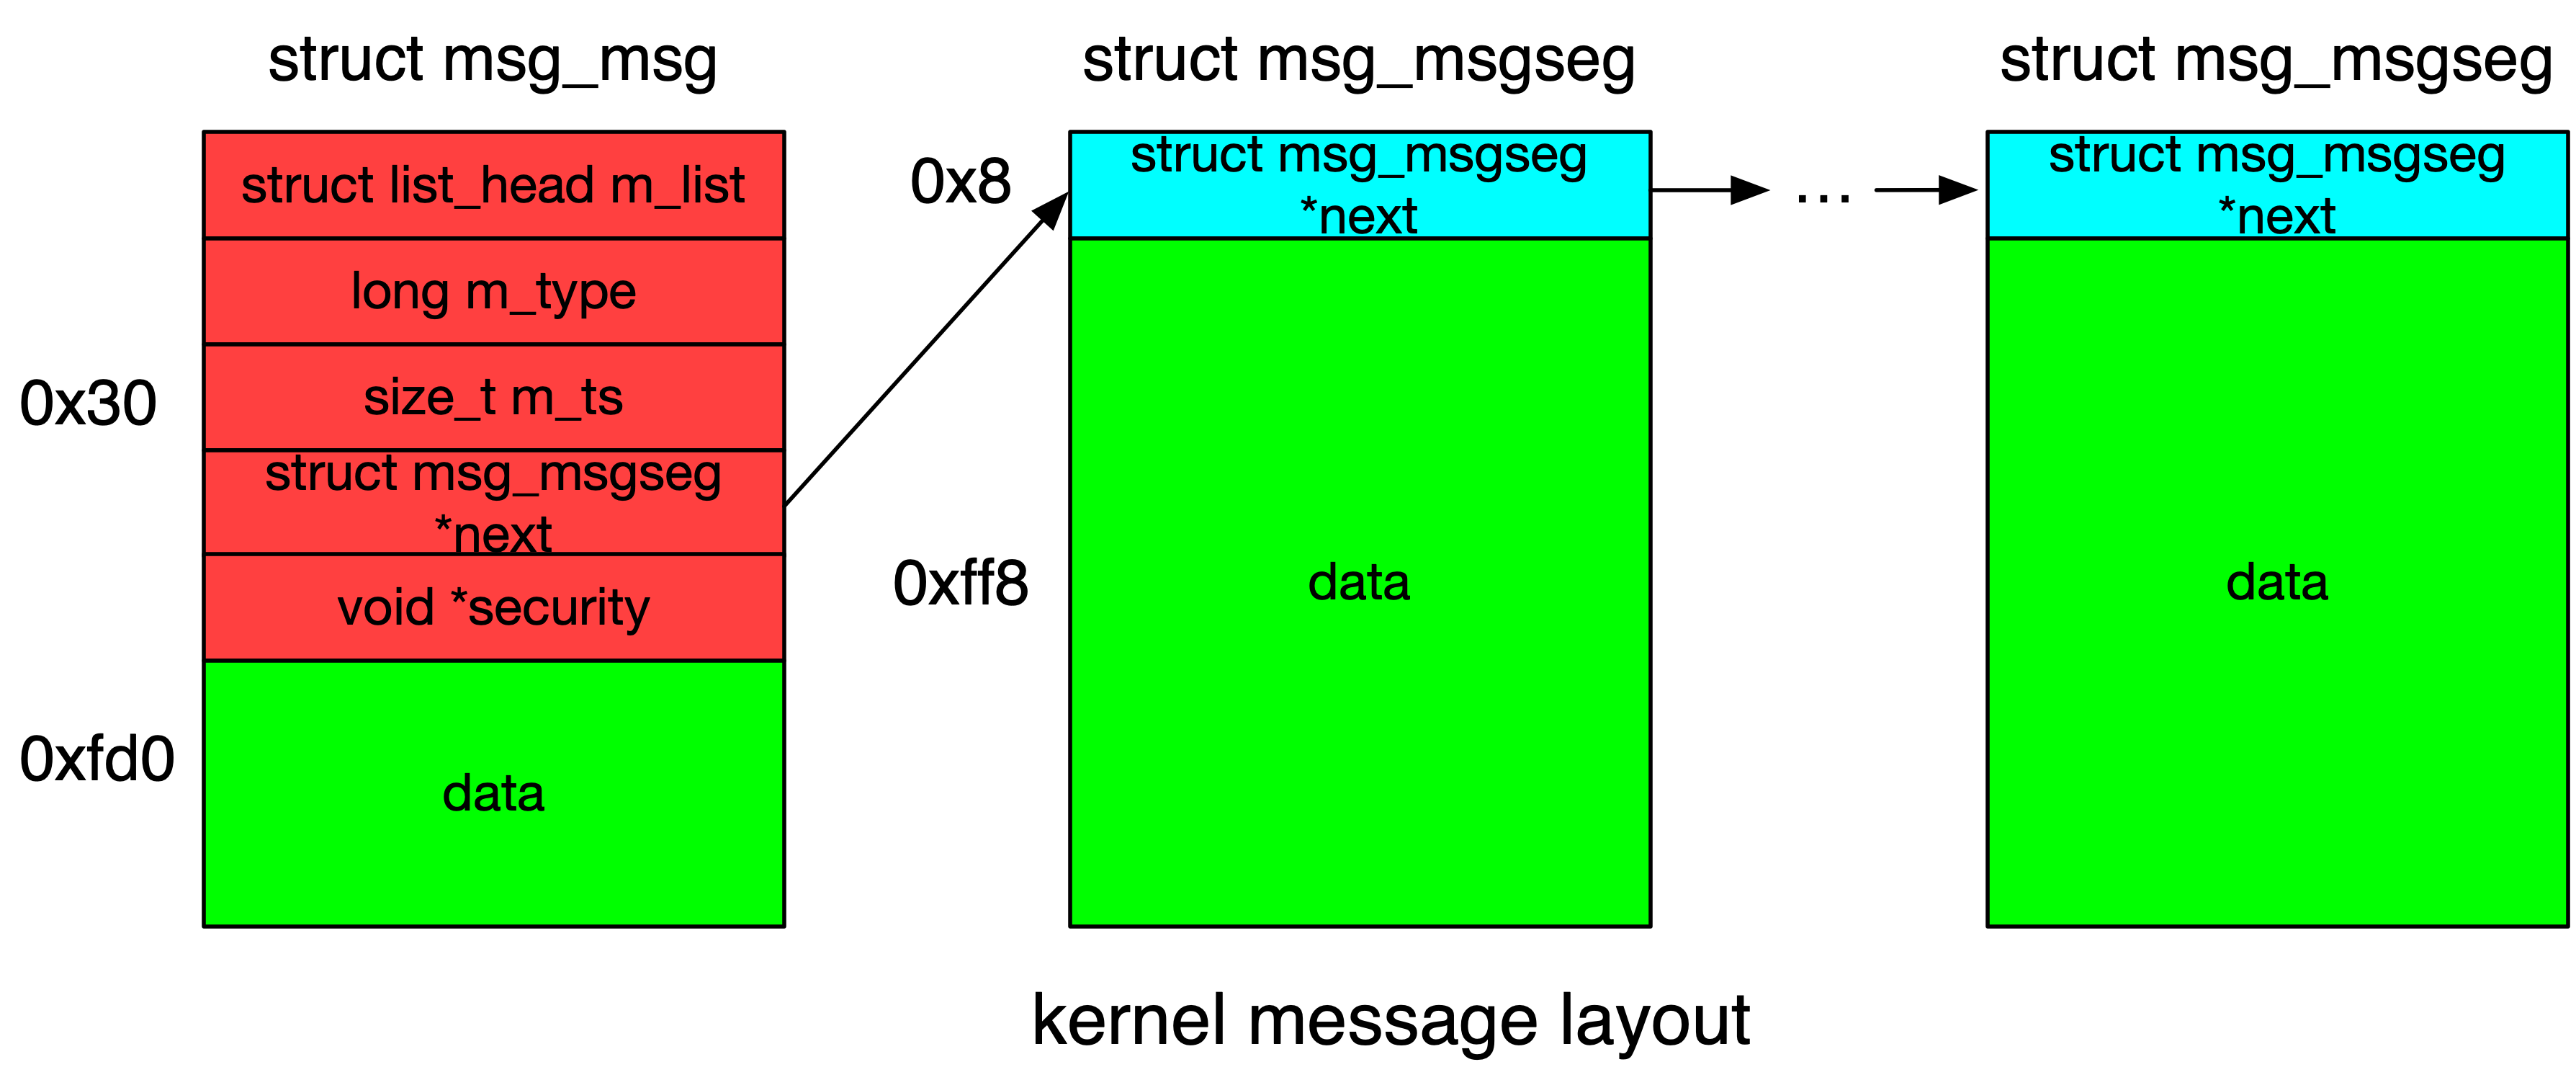 struct msg_msg
struct list_head m_list
long m_type
0x30
size_t m_ts
struct msg_msgseg
*next
void *security
0xfd0
data
struct msg_msgseg
0x8
struct msg_msgseg
*next
0xff8
data
...
struct msg_msgseg
struct msg_msgseg
*next
data
kernel message layout